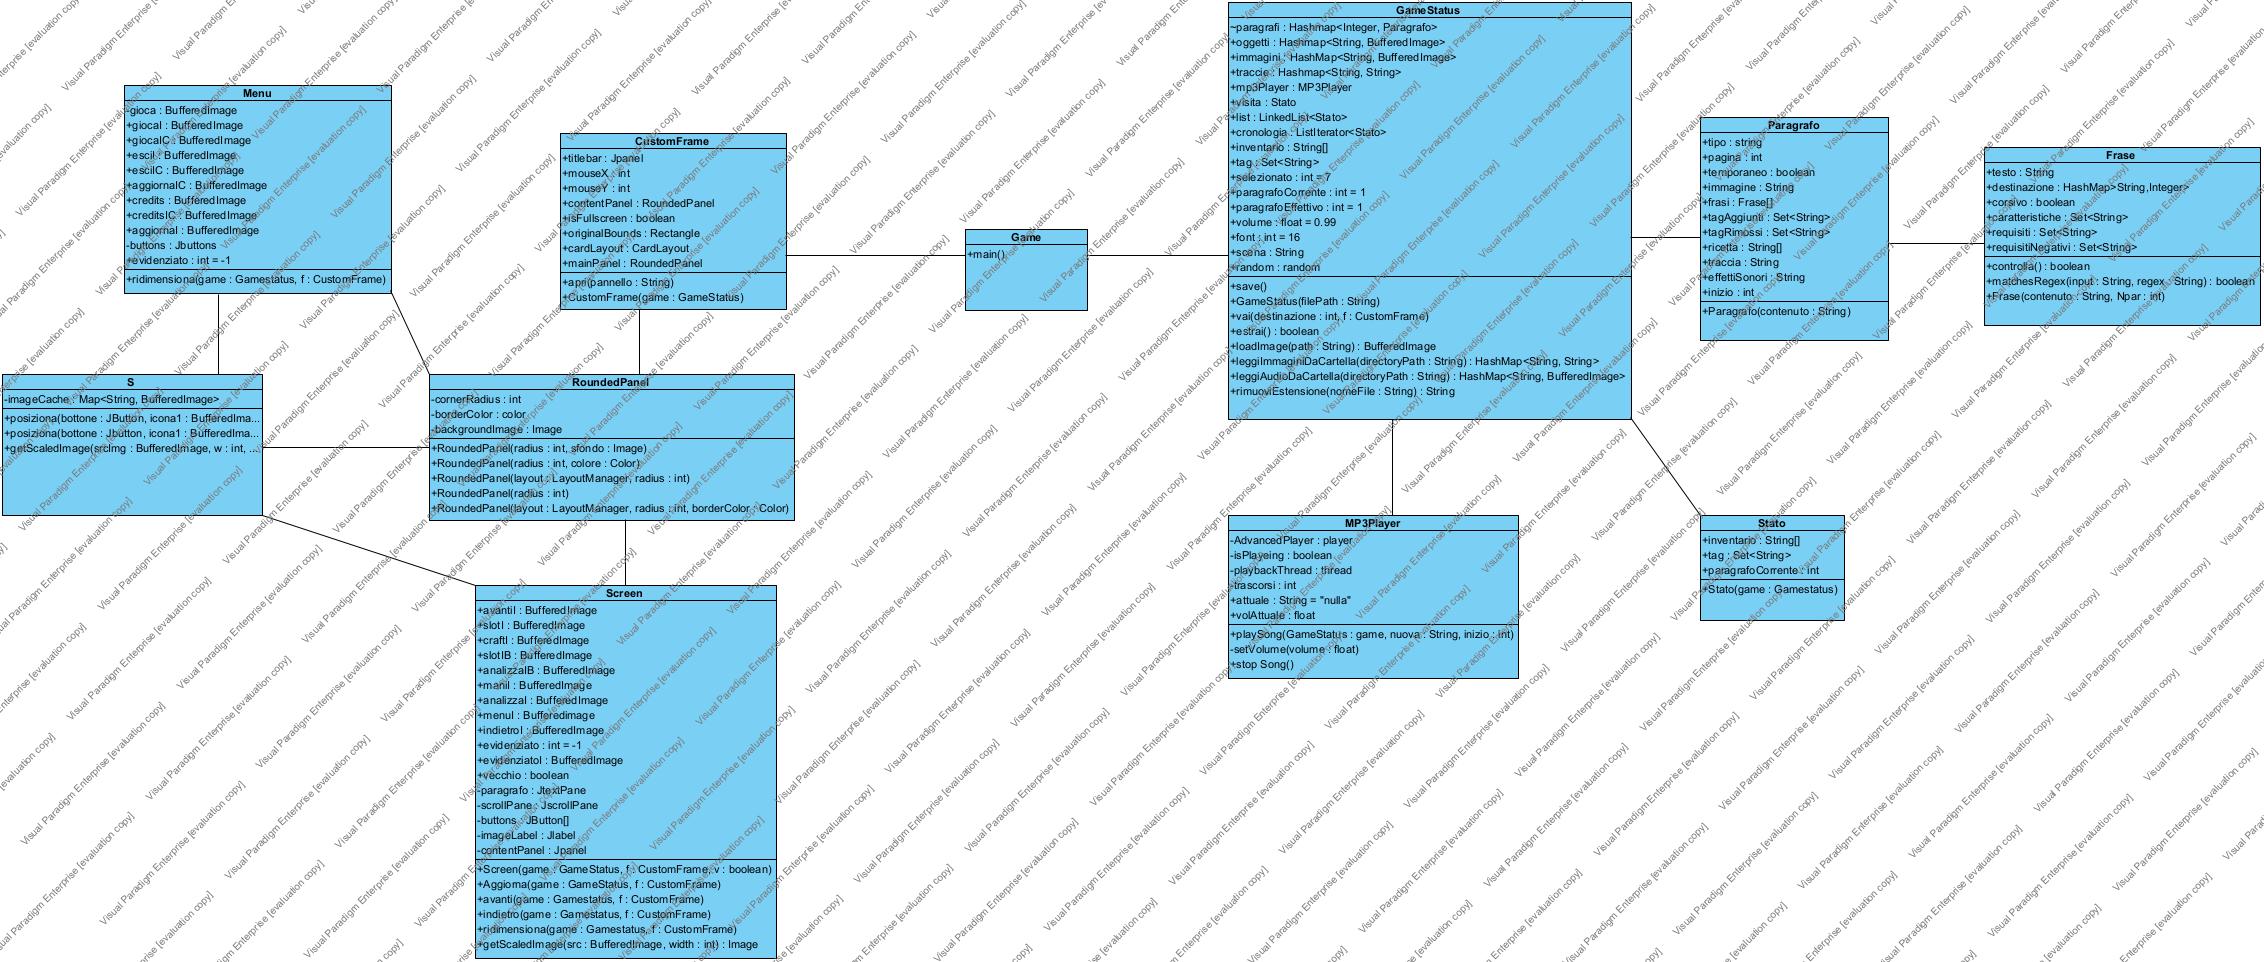 Menu
-gioca : BufferedImage
+giocaI : BufferedImage
+giocaIC : BufferedImage
+esciI : BufferedImage
+esciIC : BufferedImage
+aggiornaIC : BufferedImage
+credits : BufferedImage
+creditsIC : BufferedImage
+aggiornaI : BufferedImage
-buttons : Jbuttons
+evidenziato : int = -1
+ridimensiona(game : Gamestatus, f : CustomFrame)
CustomFrame
+titlebar : Jpanel
+mouseX : int
+mouseY : int
+contentPanel : RoundedPanel
+isFullscreen : boolean
+originalBounds : Rectangle
+cardLayout : CardLayout
+mainPanel : RoundedPanel
+apri(pannello : String)
+CustomFrame(game : GameStatus)
Game
+main()
GameStatus
~paragrafi : Hashmap<Integer, Paragrafo>
+oggetti : Hashmap<String, BufferedImage>
+immagini : HashMap<String, BufferedImage>
+traccie : Hashmap<String, String>
+mp3Player : MP3Player
+visita : Stato
+list : LinkedList<Stato>
+cronologia : ListIterator<Stato>
+inventario : String[]
+tag : Set<String>
+selezionato : int = 7
+paragrafoCorrente : int = 1
+paragrafoEffettivo : int = 1
+volume : float = 0.99
+font : int = 16
+scena : String
+random : random
+save()
+GameStatus(filePath : String)
+vai(destinazione : int, f : CustomFrame)
+estrai() : boolean
+loadImage(path : String) : BufferedImage
+leggiImmaginiDaCartella(directoryPath : String) : HashMap<String, String>
+leggiAudioDaCartella(directoryPath : String) : HashMap<String, BufferedImage>
+rimuoviEstensione(nomeFile : String) : String
Paragrafo
+tipo : string
+pagina : int
+temporaneo : boolean
+immagine : String
+frasi : Frase[]
+tagAggiunti : Set<String>
+tagRimossi : Set<String>
+ricetta : String[]
+traccia : String
+effettiSonori : String
+inizio : int
+Paragrafo(contenuto : String)
Frase
+testo : String
+destinazione : HashMap>String,Integer>
+corsivo : boolean
+caratteristiche : Set<String>
+requisiti : Set<String>
+requisitiNegativi : Set<String>
+controlla() : boolean
+matchesRegex(input : String, regex : String) : boolean
+Frase(contenuto : String, Npar : int)
S
-imageCache : Map<String, BufferedImage>
+posiziona(bottone : JButton, icona1 : BufferedIma...
+posiziona(bottone : Jbutton, icona1 : BufferedIma...
+getScaledImage(srcImg : BufferedImage, w : int, ...
RoundedPanel
-cornerRadius : int
-borderColor : color
-backgroundImage : Image
+RoundedPanel(radius : int, sfondo : Image)
+RoundedPanel(radius : int, colore : Color)
+RoundedPanel(layout : LayoutManager, radius : int)
+RoundedPanel(radius : int)
+RoundedPanel(layout : LayoutManager, radius : int, borderColor : Color)
MP3Player
-AdvancedPlayer : player
-isPlayeing : boolean
-playbackThread : thread
-trascorsi : int
+attuale : String = "nulla"
+volAttuale : float
+playSong(GameStatus : game, nuova : String, inizio : int)
-setVolume(volume : float)
+stop Song()
Stato
+inventario : String[]
+tag : Set<String>
+paragrafoCorrente : int
+Stato(game : Gamestatus)
Screen
+avantiI : BufferedImage
+slotI : BufferedImage
+craftI : BufferedImage
+slotIB : BufferedImage
+analizzaIB : BufferedImage
+maniI : BufferedImage
+analizzaI : BufferedImage
+menuI : Bufferedimage
+indietroI : BufferedImage
+evidenziato : int = -1
+evidenziatoI : BufferedImage
+vecchio : boolean
-paragrafo : JtextPane
-scrollPane : JscrollPane
-buttons : JButton[]
-imageLabel : Jlabel
-contentPanel : Jpanel
+Screen(game : GameStatus, f : CustomFrame, v : boolean)
+Aggiorna(game : GameStatus, f : CustomFrame)
+avanti(game : Gamestatus, f : CustomFrame)
+indietro(game : Gamestatus, f : CustomFrame)
+ridimensiona(game : Gamestatus, f : CustomFrame)
+getScaledImage(src : BufferedImage, width : int) : Image
Visual Paradigm Enterprise [evaluation copy]